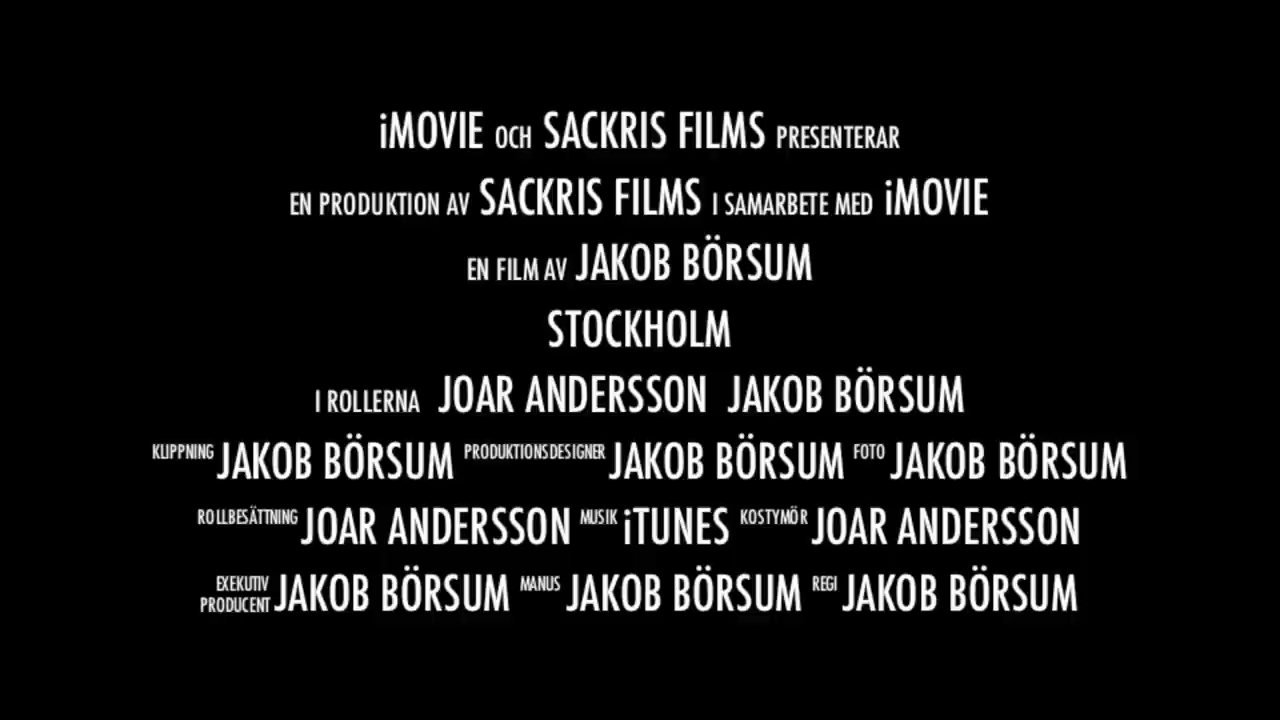 iMOVIE OCH SACKRIS FILMS PRESENTERAR
EN PRODUKTION AV SACKRIS FILMS I SAMARBETE MED iMOVIE
EN FILM AV JAKOB BÖRSUM
STOCKHOLM
I ROLLERNA JOAR ANDERSSON JAKOB BÖRSUM
KLIPPNING JAKOB BÖRSUM PRODUKTIONSDESIGNER JAKOB BÖRSUM FOTO JAKOB BÖRSUM
ROLLBESÄTTNING JOAR ANDERSSON MUSIK iTUNES KOSTYMÖR JOAR ANDERSSON
EXEKUTIV PRODUCENT JAKOB BÖRSUM MANUS JAKOB BÖRSUM REGI JAKOB BÖRSUM